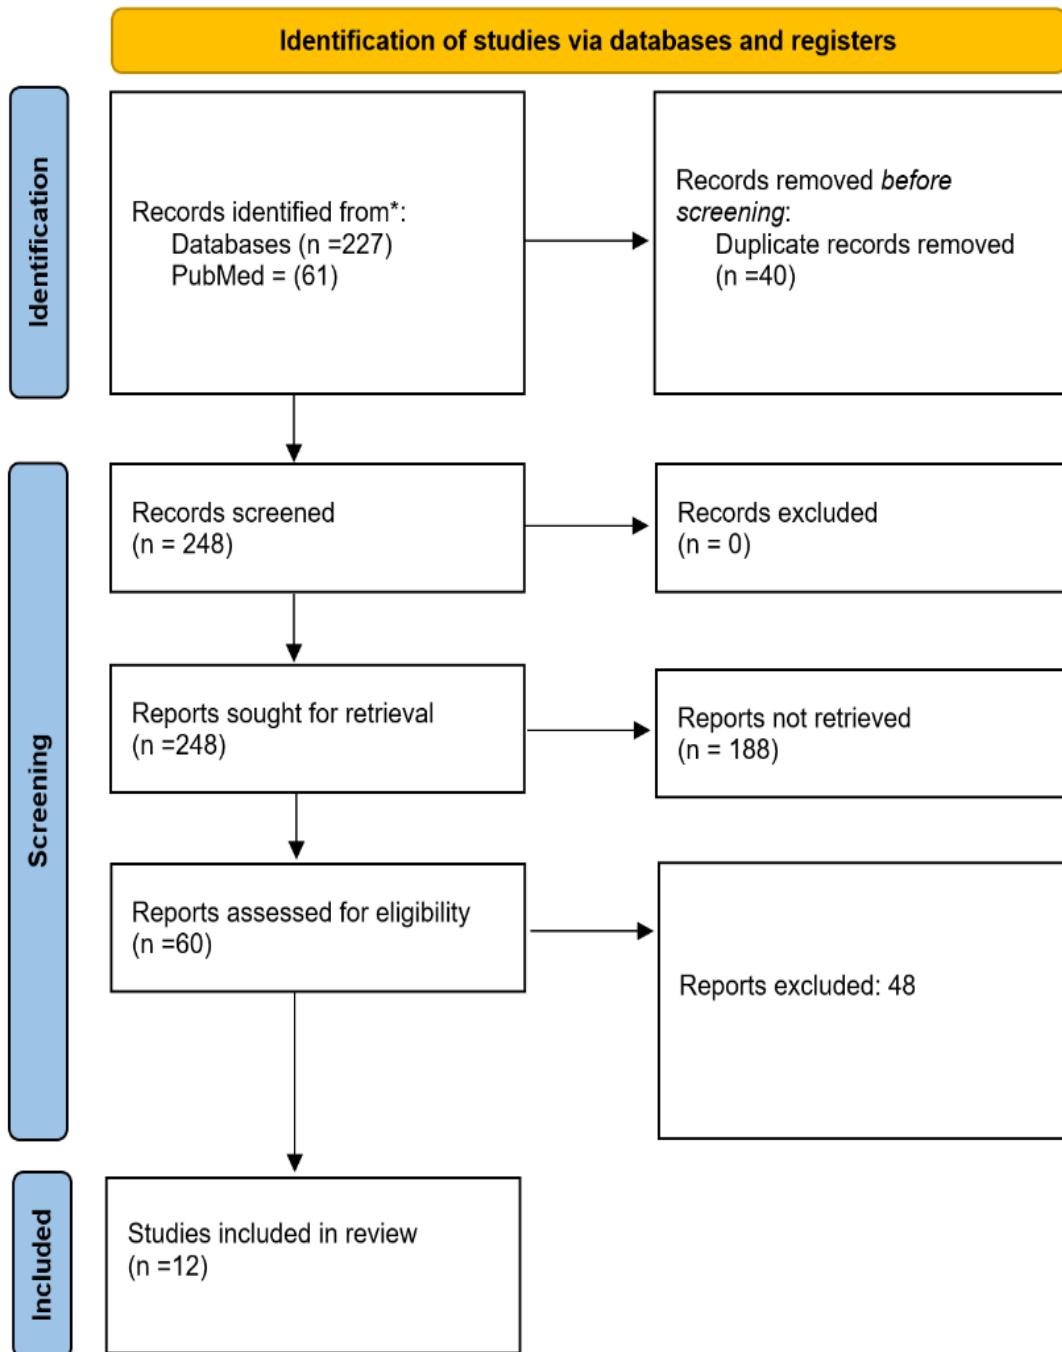 Identification of studies via databases and registers
Identification
Records identified from*:
Databases (n =227)
PubMed = (61)
Records removed before
screening:
Duplicate records removed
(n =40)
Screening
Records screened
(n = 248)
Records excluded
(n = 0)
Reports sought for retrieval
(n =248)
Reports not retrieved
(n = 188)
Reports assessed for eligibility
(n =60)
Reports excluded: 48
Included
Studies included in review
(n =12)